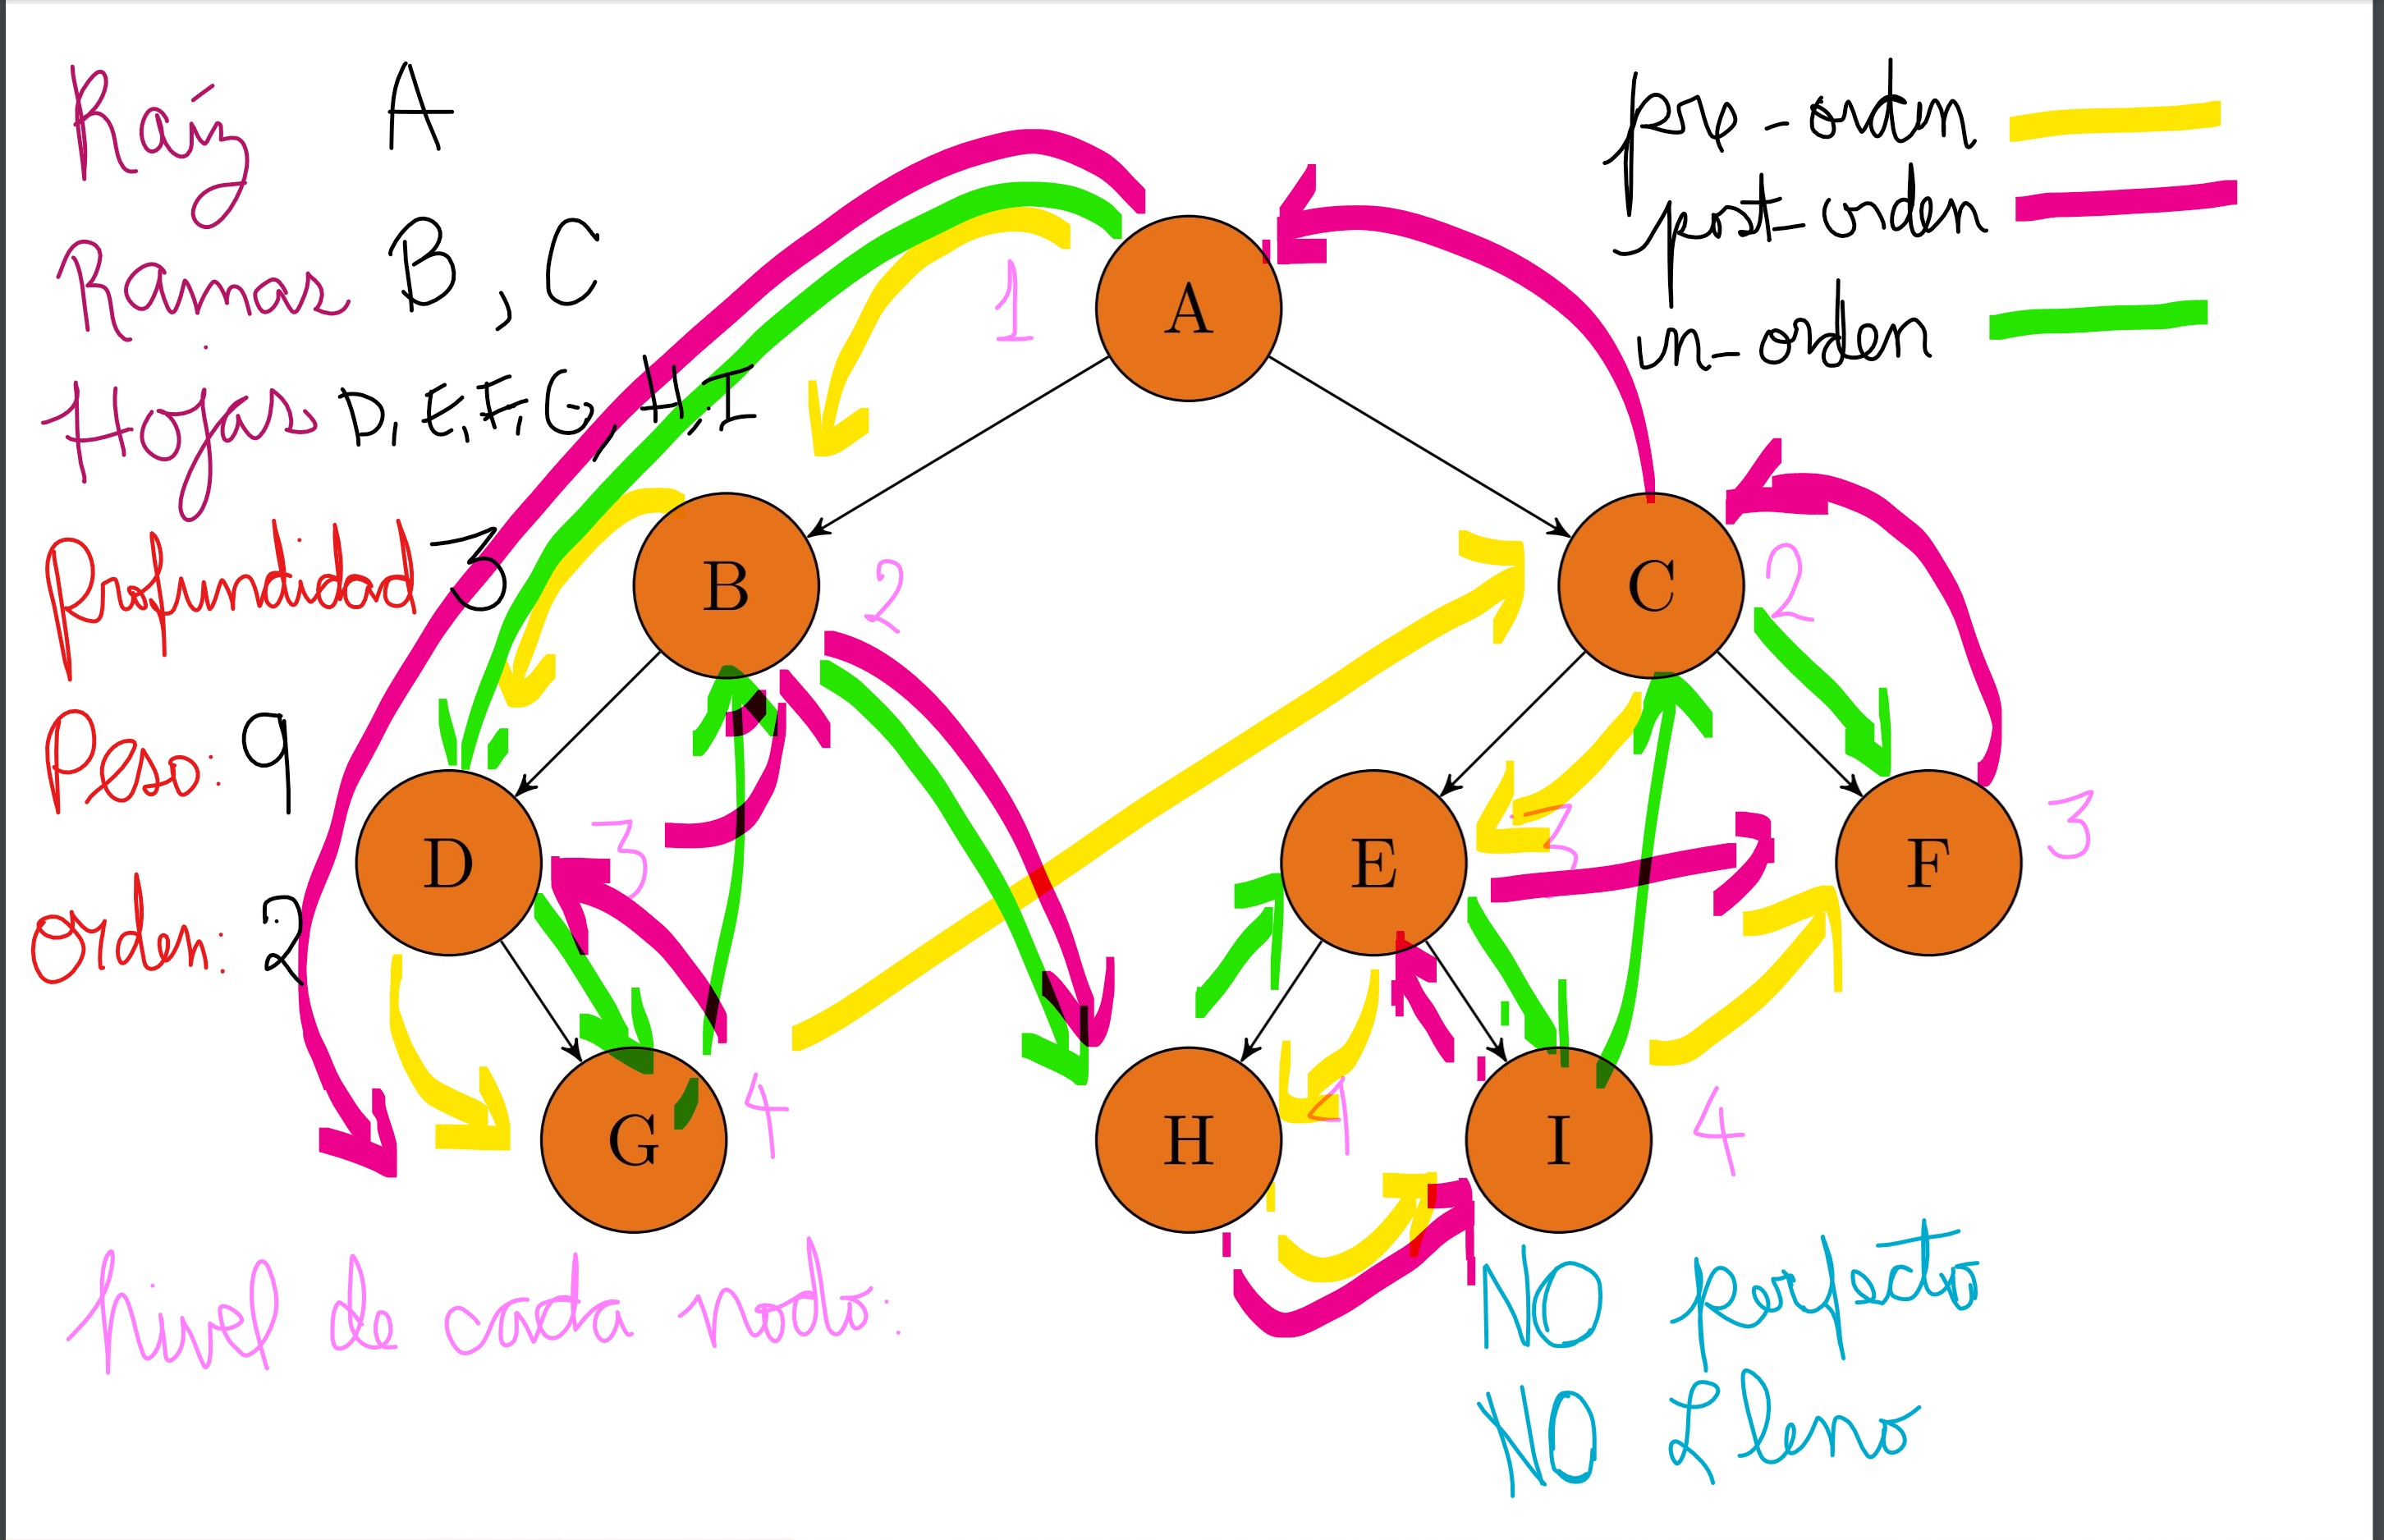 Raíz A
Ramas B, C
Hojas D, E, F, G, H, I
Profundidad 3
Peso: 9
Orden: 2
pre-orden
post-orden
in-orden
1
A
B 2
C 2
D 3
E 3
F 3
G 4
H 4
I 4
Nivel de cada nodo:
NO perfecto
NO Lleno